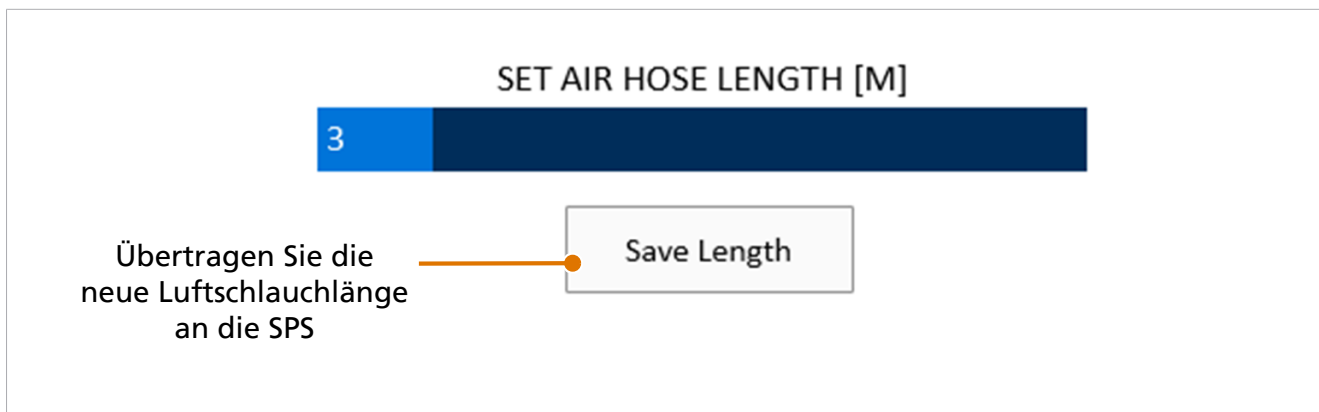 SET AIR HOSE LENGTH [M]
3
Save Length
Übertragen Sie die
neue Luftschlauchlänge
an die SPS